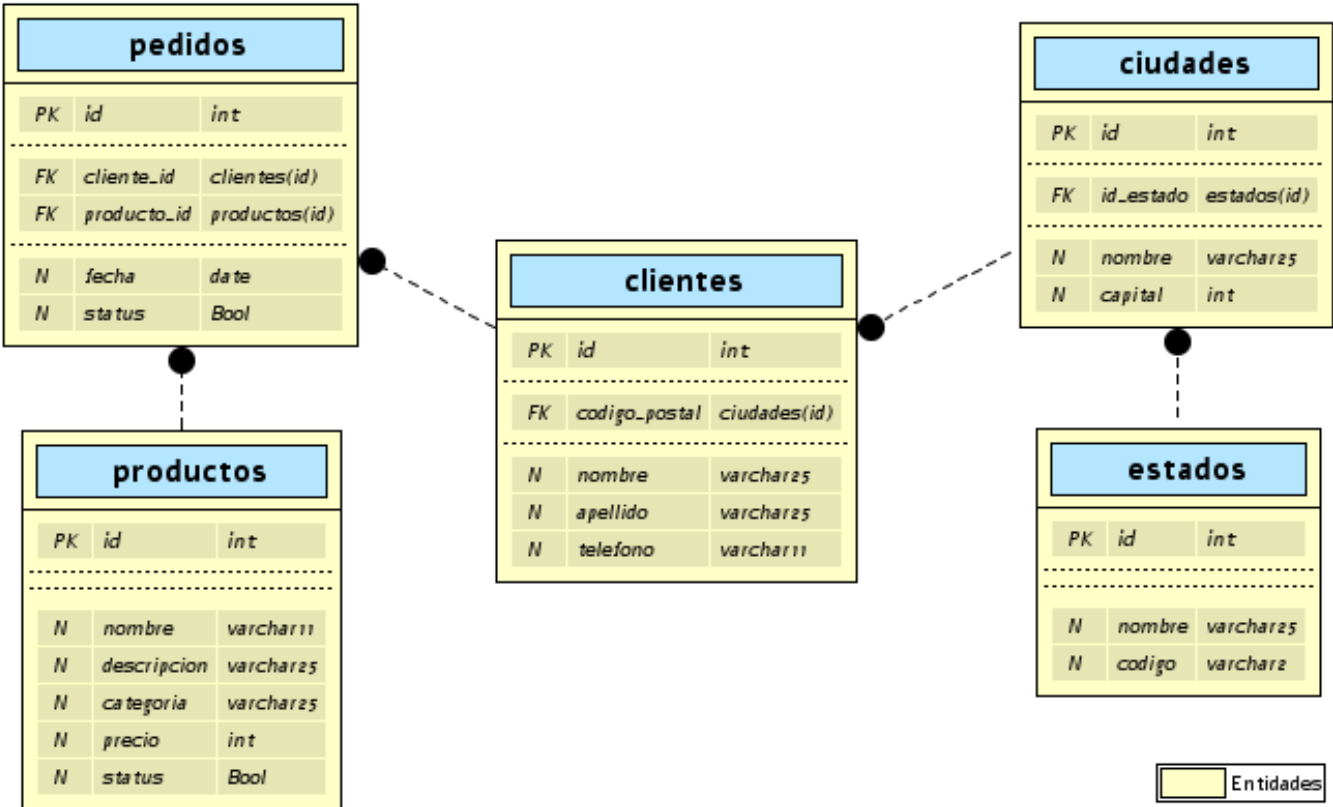 pedidos
PK id int
FK cliente_id clientes(id)
FK producto_id productos(id)
N fecha date
N status Bool
ciudades
PK id int
FK id_estado estados(id)
N nombre varchar25
N capital int
clientes
PK id int
FK codigo_postal ciudades(id)
N nombre varchar25
N apellido varchar25
N telefono varchar11
productos
PK id int
N nombre varchar11
N descripcion varchar25
N categoria varchar25
N precio int
N status Bool
estados
PK id int
N nombre varchar25
N codigo varchar2
Entidades